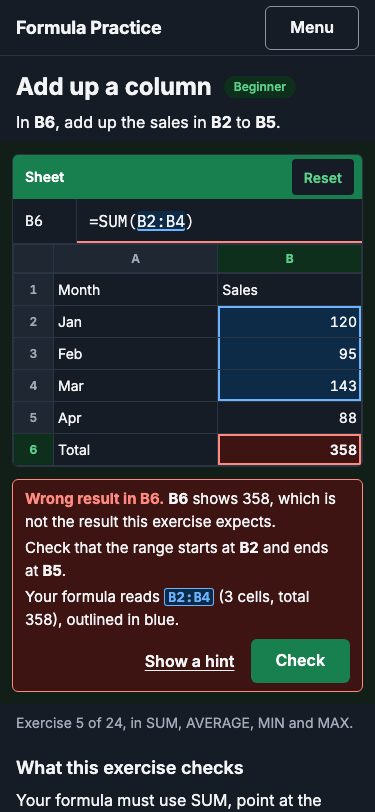 Formula Practice
Menu
Add up a column
Beginner
In B6, add up the sales in B2 to B5.
Sheet
Reset
B6
=SUM(B2:B4)
A B
1 Month Sales
2 Jan 120
3 Feb 95
4 Mar 143
5 Apr 88
6 Total 358
Wrong result in B6. B6 shows 358, which is
not the result this exercise expects.
Check that the range starts at B2 and ends
at B5.
Your formula reads B2:B4 (3 cells, total
358), outlined in blue.
Show a hint
Check
Exercise 5 of 24, in SUM, AVERAGE, MIN and MAX.
What this exercise checks
Your formula must use SUM, point at the